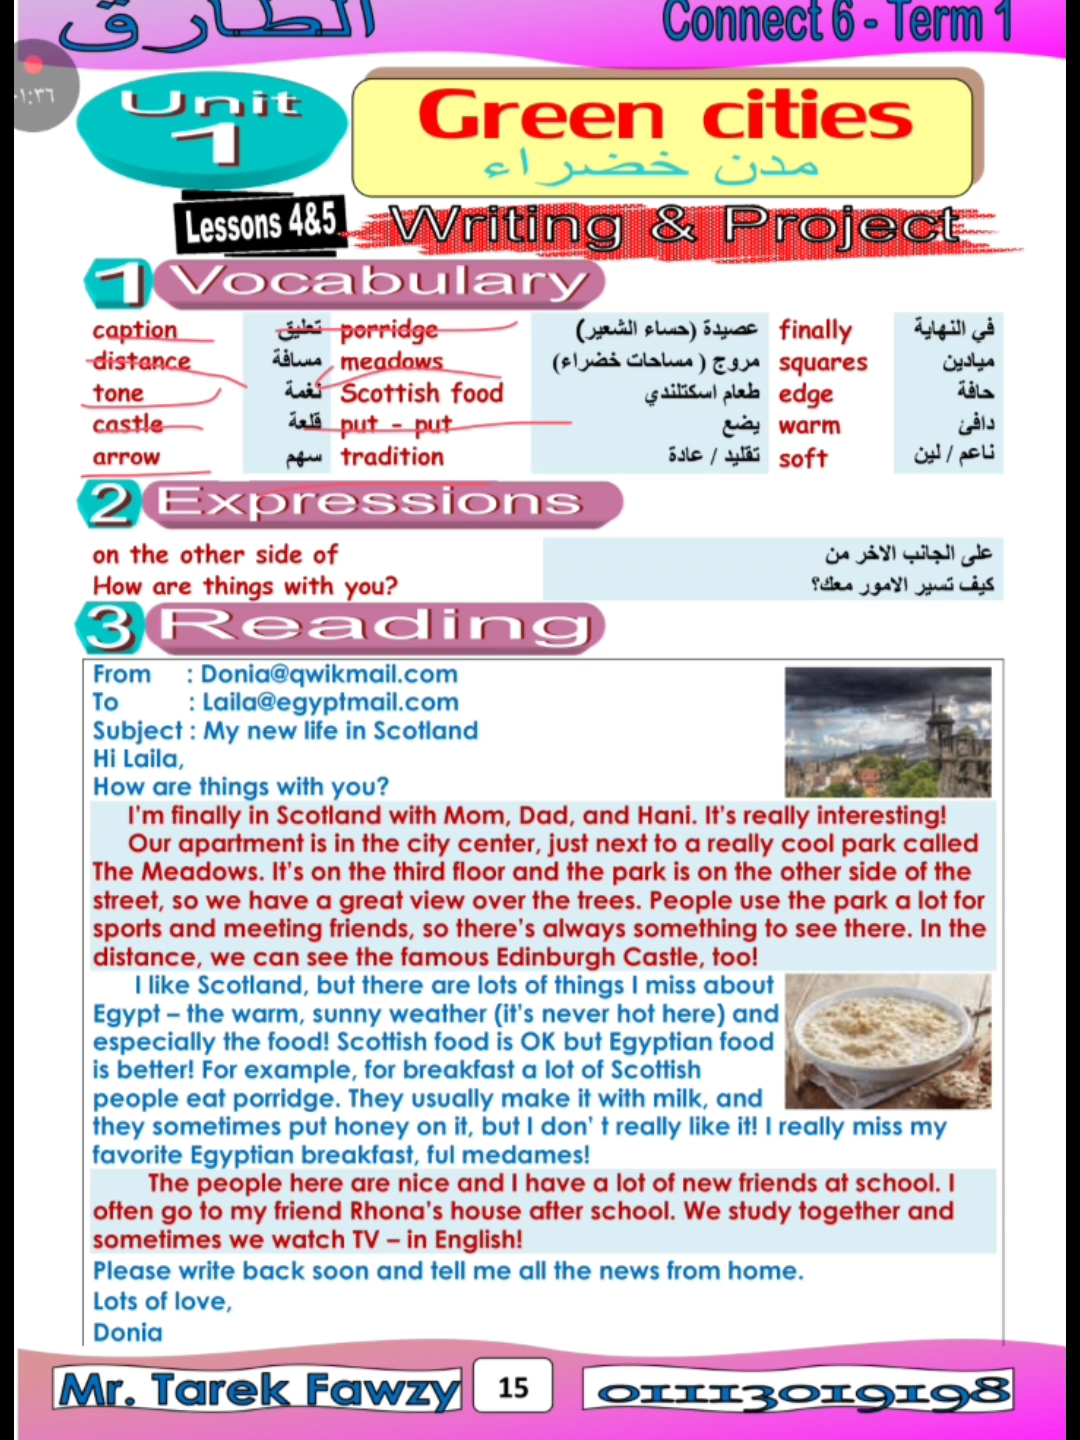 الطارق
Connect 6 - Term 1
٠١:٣٦
Unit 1
Green cities
مدن خضراء
Lessons 4&5
Writing & Project
1 Vocabulary
caption تعليق porridge عصيدة (حساء الشعير) finally في النهاية
distance مسافة meadows مروج ( مساحات خضراء) squares ميادين
tone نغمة Scottish food طعام اسكتلندي edge حافة
castle قلعة put - put يضع warm دافئ
arrow سهم tradition تقليد / عادة soft ناعم / لين
2 Expressions
on the other side of على الجانب الاخر من
How are things with you? كيف تسير الامور معك؟
3 Reading
From : Donia@qwikmail.com
To : Laila@egyptmail.com
Subject : My new life in Scotland
Hi Laila,
How are things with you?
I'm finally in Scotland with Mom, Dad, and Hani. It's really interesting!
Our apartment is in the city center, just next to a really cool park called
The Meadows. It's on the third floor and the park is on the other side of the
street, so we have a great view over the trees. People use the park a lot for
sports and meeting friends, so there's always something to see there. In the
distance, we can see the famous Edinburgh Castle, too!
I like Scotland, but there are lots of things I miss about
Egypt – the warm, sunny weather (it's never hot here) and
especially the food! Scottish food is OK but Egyptian food
is better! For example, for breakfast a lot of Scottish
people eat porridge. They usually make it with milk, and
they sometimes put honey on it, but I don' t really like it! I really miss my
favorite Egyptian breakfast, ful medames!
The people here are nice and I have a lot of new friends at school. I
often go to my friend Rhona's house after school. We study together and
sometimes we watch TV – in English!
Please write back soon and tell me all the news from home.
Lots of love,
Donia
Mr. Tarek Fawzy 15 01113019198